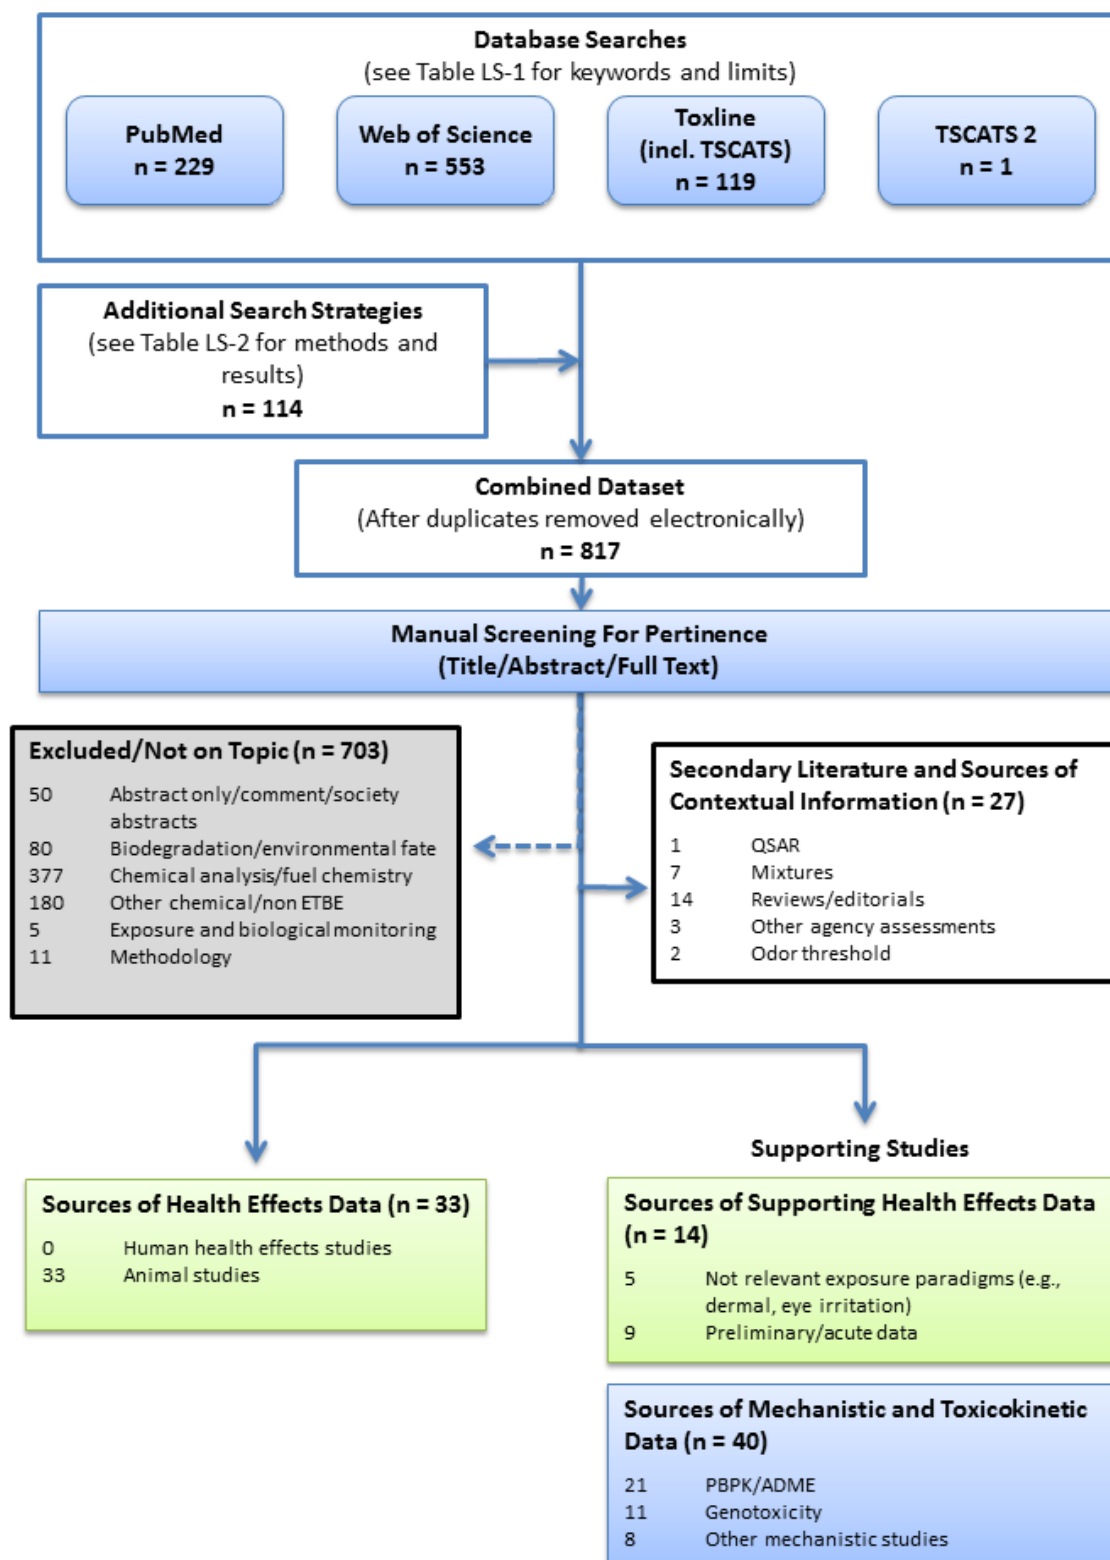 Database Searches
(see Table LS-1 for keywords and limits)
PubMed
n = 229
Web of Science
n = 553
Toxline
(incl. TSCATS)
n = 119
TSCATS 2
n = 1
Additional Search Strategies
(see Table LS-2 for methods and
results)
n = 114
Combined Dataset
(After duplicates removed electronically)
n = 817
Manual Screening For Pertinence
(Title/Abstract/Full Text)
Excluded/Not on Topic (n = 703)
50 Abstract only/comment/society
abstracts
80 Biodegradation/environmental fate
377 Chemical analysis/fuel chemistry
180 Other chemical/non ETBE
5 Exposure and biological monitoring
11 Methodology
Secondary Literature and Sources of
Contextual Information (n = 27)
1 QSAR
7 Mixtures
14 Reviews/editorials
3 Other agency assessments
2 Odor threshold
Sources of Health Effects Data (n = 33)
0 Human health effects studies
33 Animal studies
Supporting Studies
Sources of Supporting Health Effects Data
(n = 14)
5 Not relevant exposure paradigms (e.g.,
dermal, eye irritation)
9 Preliminary/acute data
Sources of Mechanistic and Toxicokinetic
Data (n = 40)
21 PBPK/ADME
11 Genotoxicity
8 Other mechanistic studies